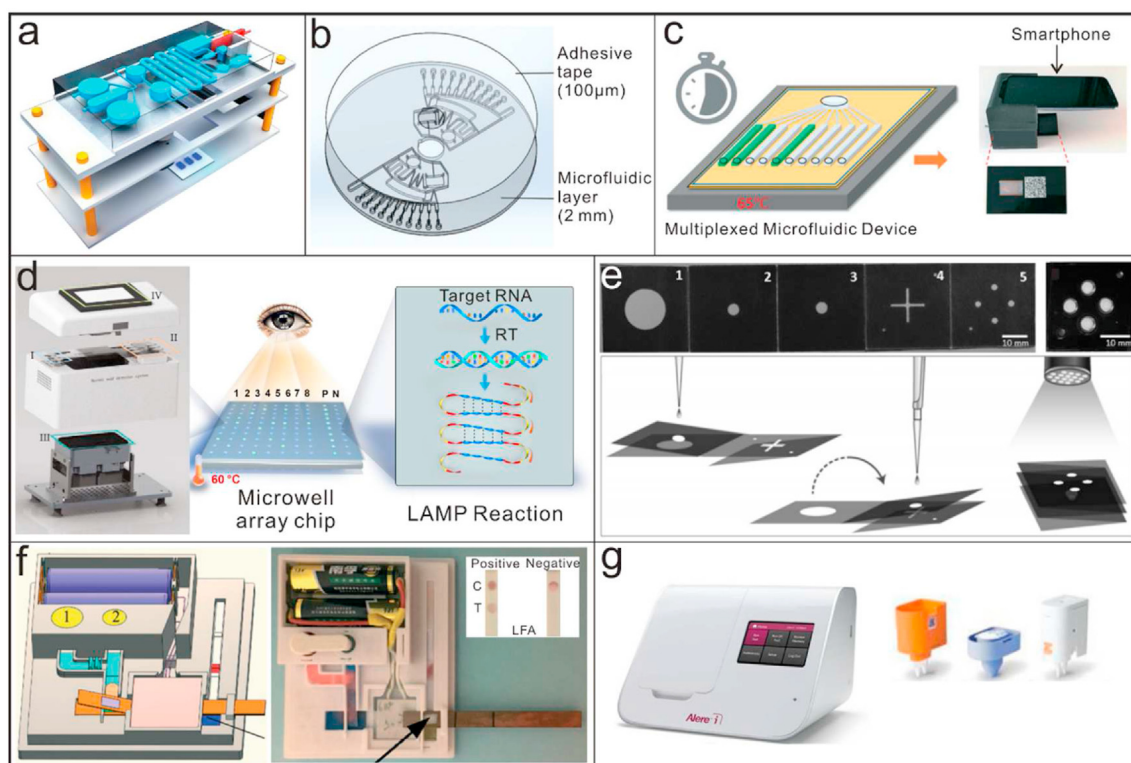 a
b
Adhesive
tape
(100μm)
Microfluidic
layer
(2 mm)
c
Smartphone
65℃
Multiplexed Microfluidic Device
d
IV
I
II
III
1 2 3 4 5 6 7 8 P N
60 °C
Microwell
array chip
Target RNA
RT
LAMP Reaction
e
1
2
3
4
5
10 mm
10 mm
f
1
2
Positive Negative
C
T
LFA
g
Alere i